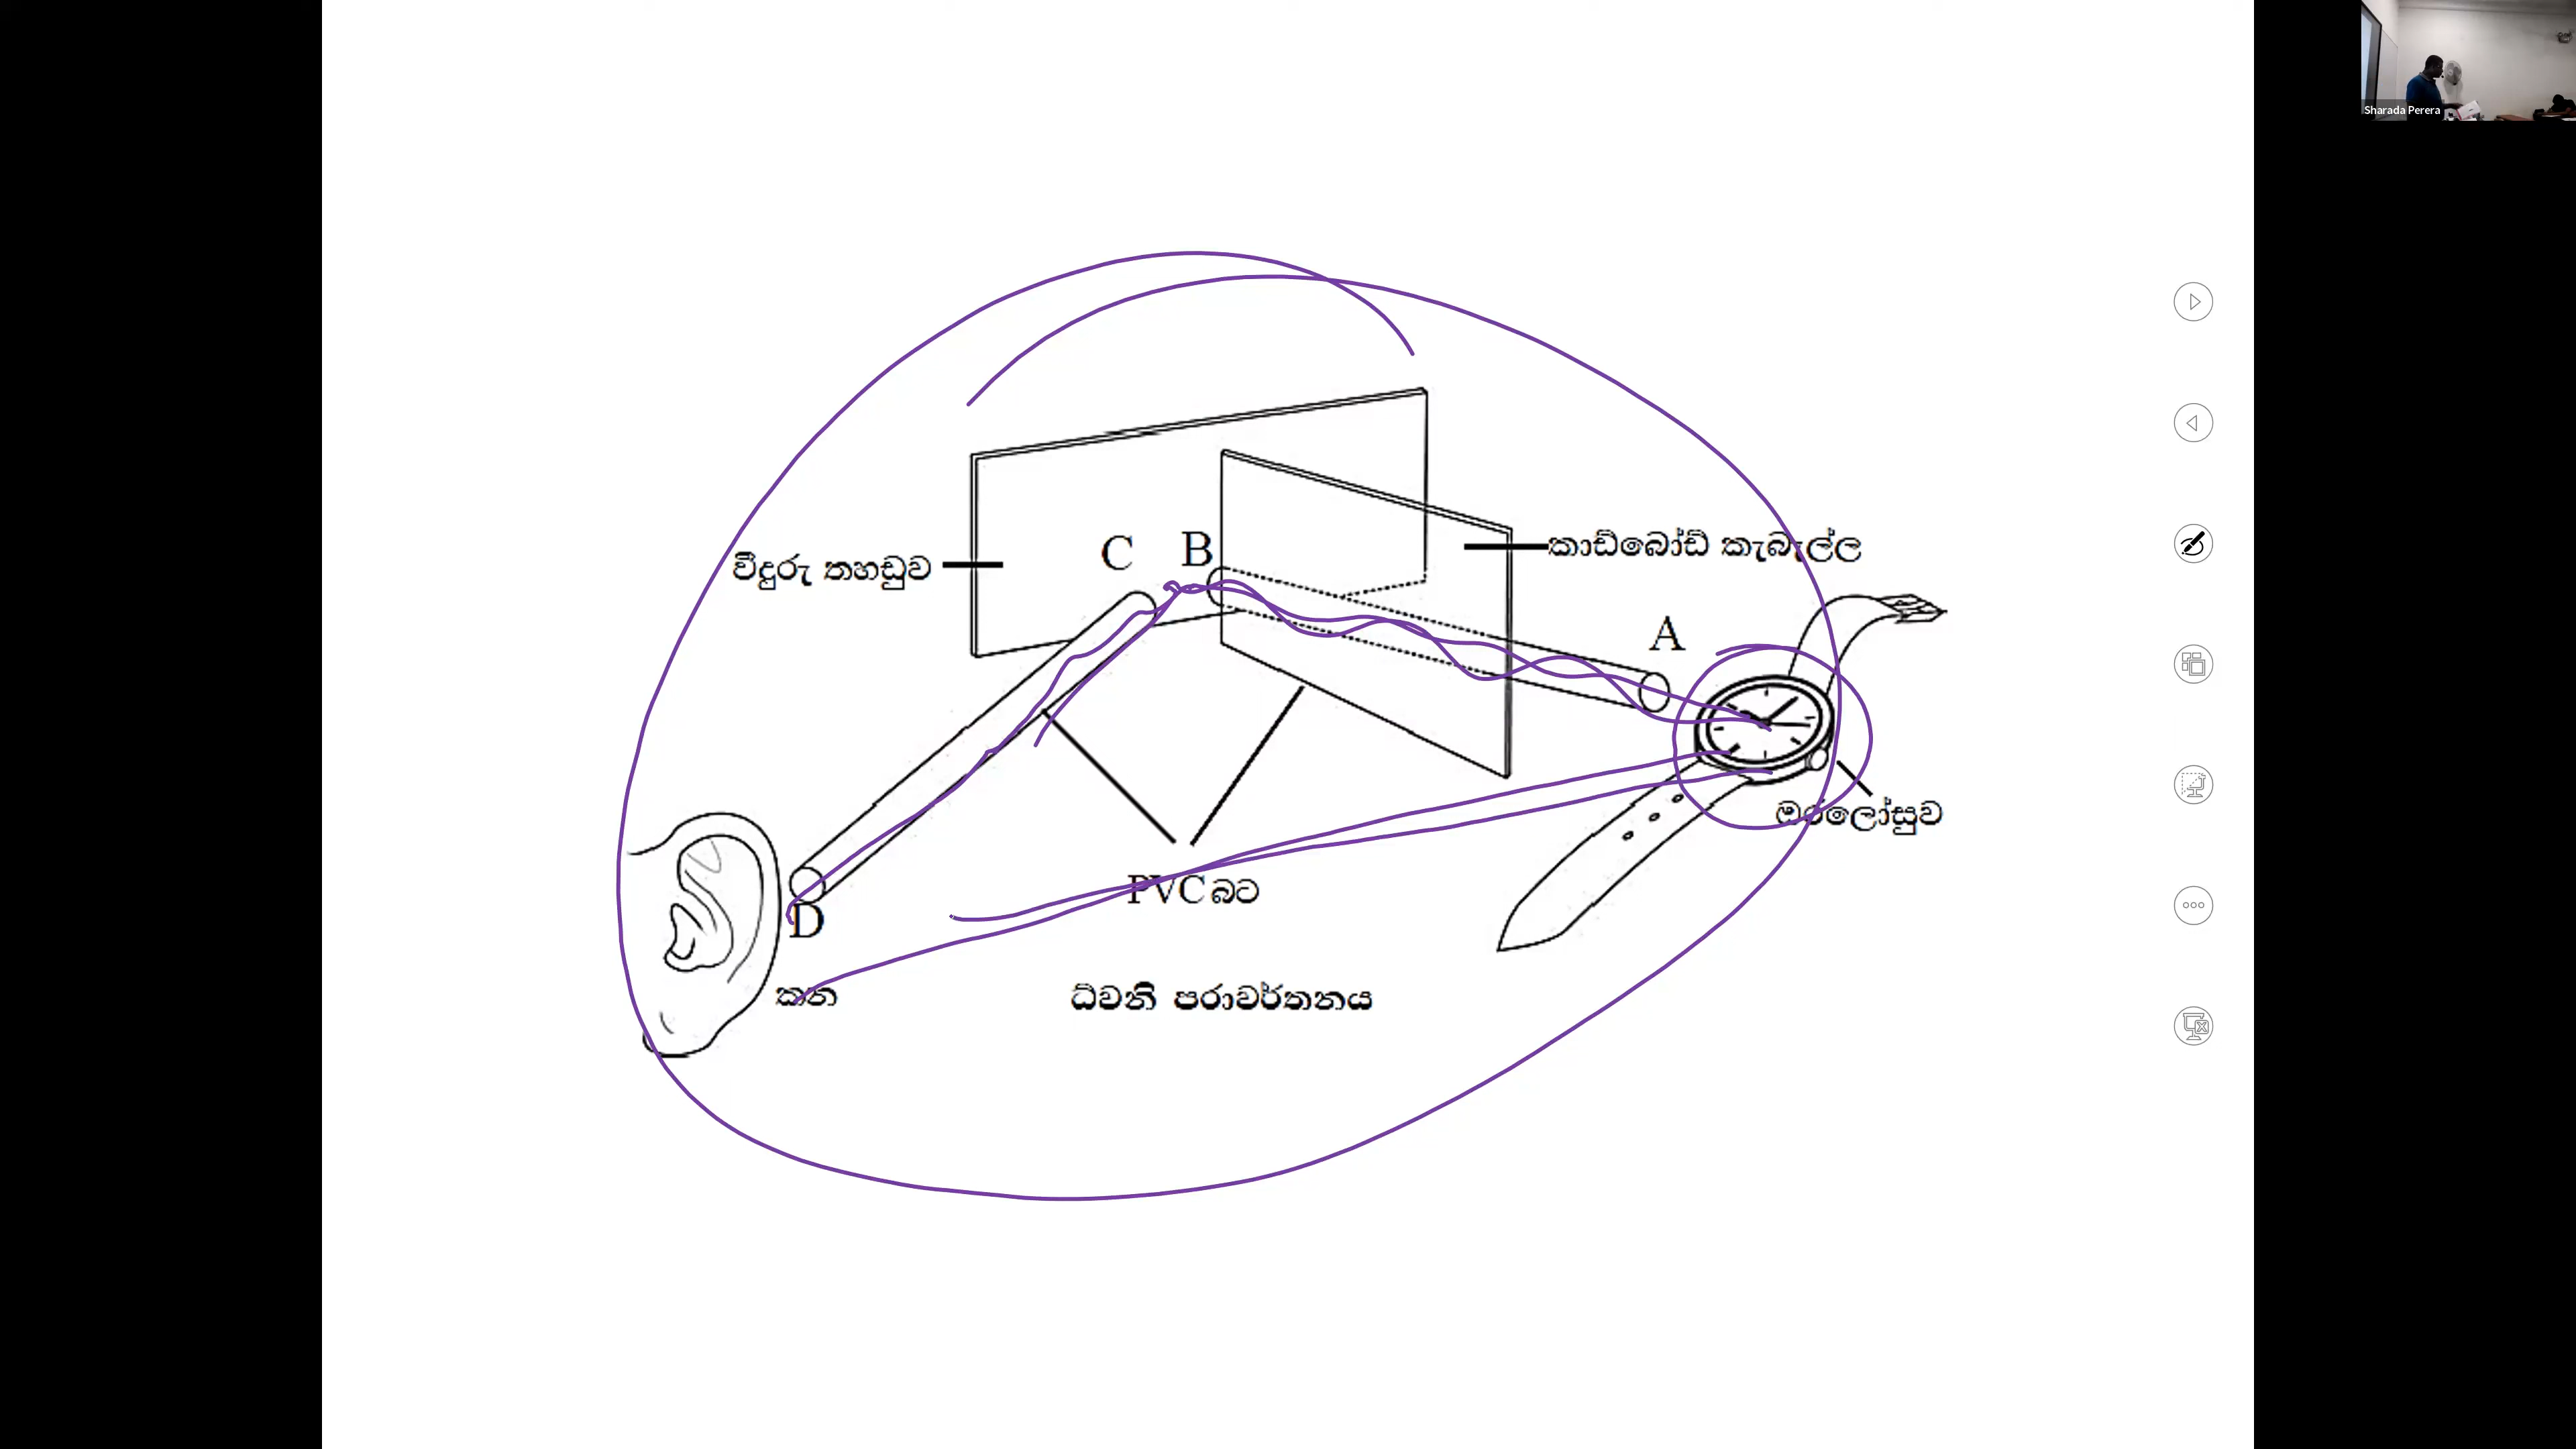 Sharada Perera
C B
වීදුරු තහඩුව
කාඩ්බෝඩ් කැබැල්ල
A
ඔරලෝසුව
PVC බට
D
කන
ධ්වනි පරාවර්තනය